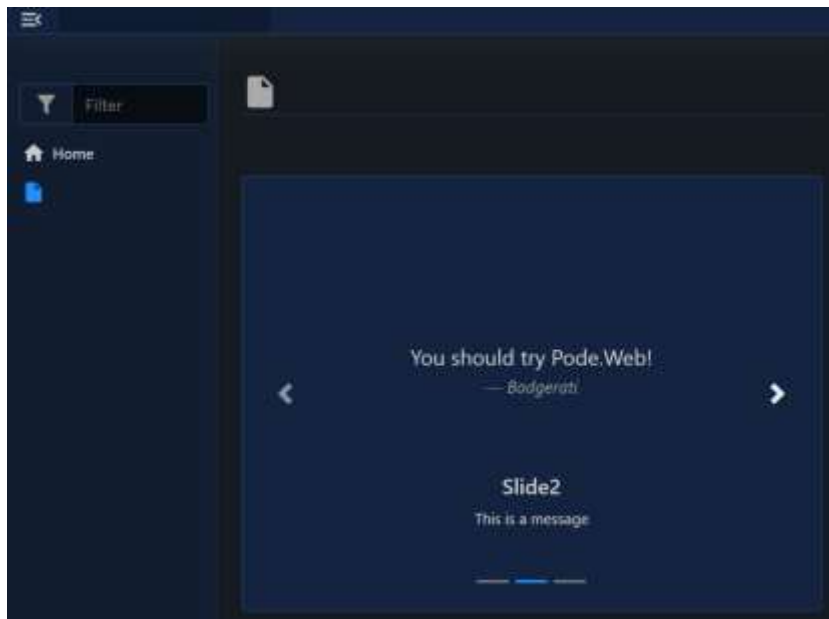 Filter
Home
You should try Pode.Web!
— Badgerati
Slide2
This is a message